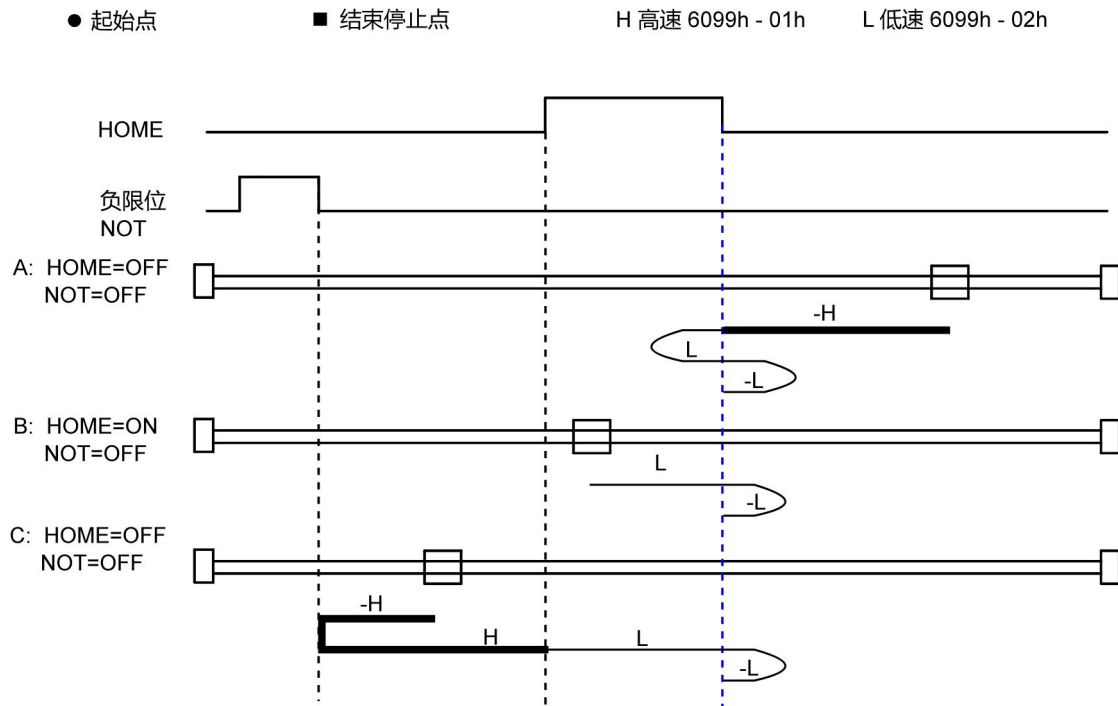 ● 起始点 ■ 结束停止点 H 高速 6099h - 01h L 低速 6099h - 02h
HOME
负限位
NOT
A: HOME=OFF
NOT=OFF
-H
L
-L
B: HOME=ON
NOT=OFF
L
-L
C: HOME=OFF
NOT=OFF
-H
H L
-L